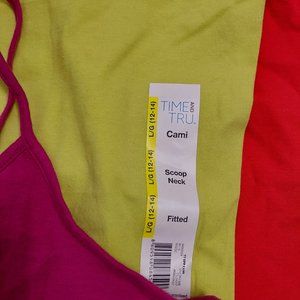 TIME AND
TRU.
Cami
Scoop
Neck
Fitted
L/G (12-14)
L/G (12-14)
L/G (12-14)
L/G (12-14)